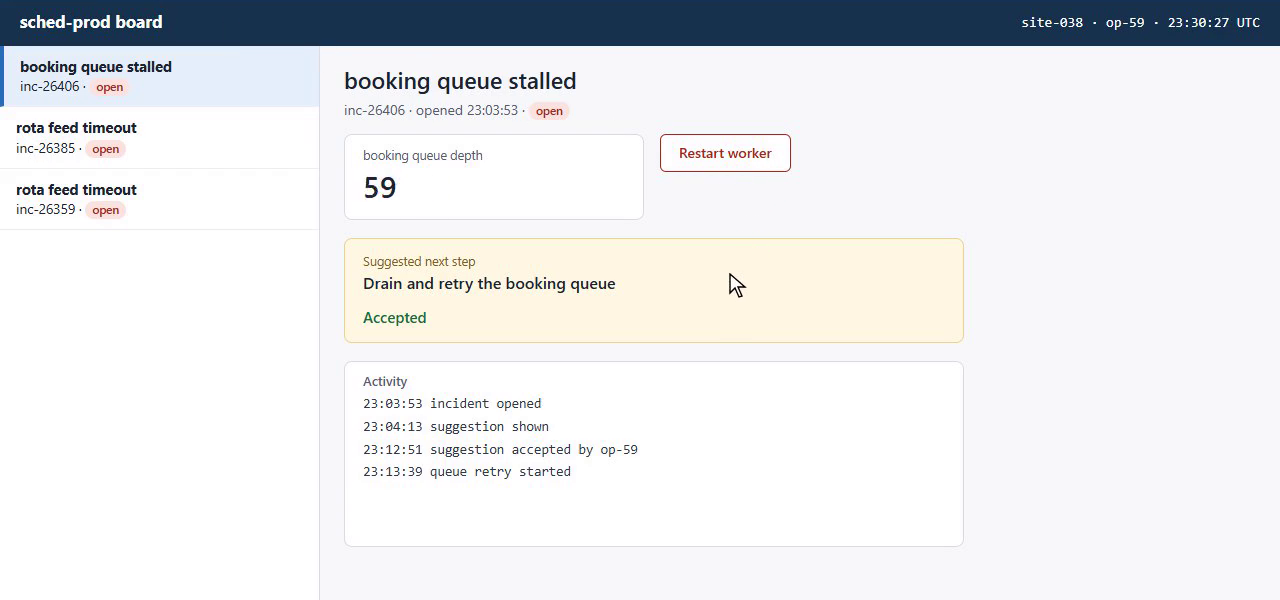 sched-prod board
site-038 · op-59 · 23:30:27 UTC
booking queue stalled
inc-26406 · open
rota feed timeout
inc-26385 · open
rota feed timeout
inc-26359 · open
booking queue stalled
inc-26406 · opened 23:03:53 · open
booking queue depth
59
Restart worker
Suggested next step
Drain and retry the booking queue
Accepted
Activity
23:03:53 incident opened
23:04:13 suggestion shown
23:12:51 suggestion accepted by op-59
23:13:39 queue retry started